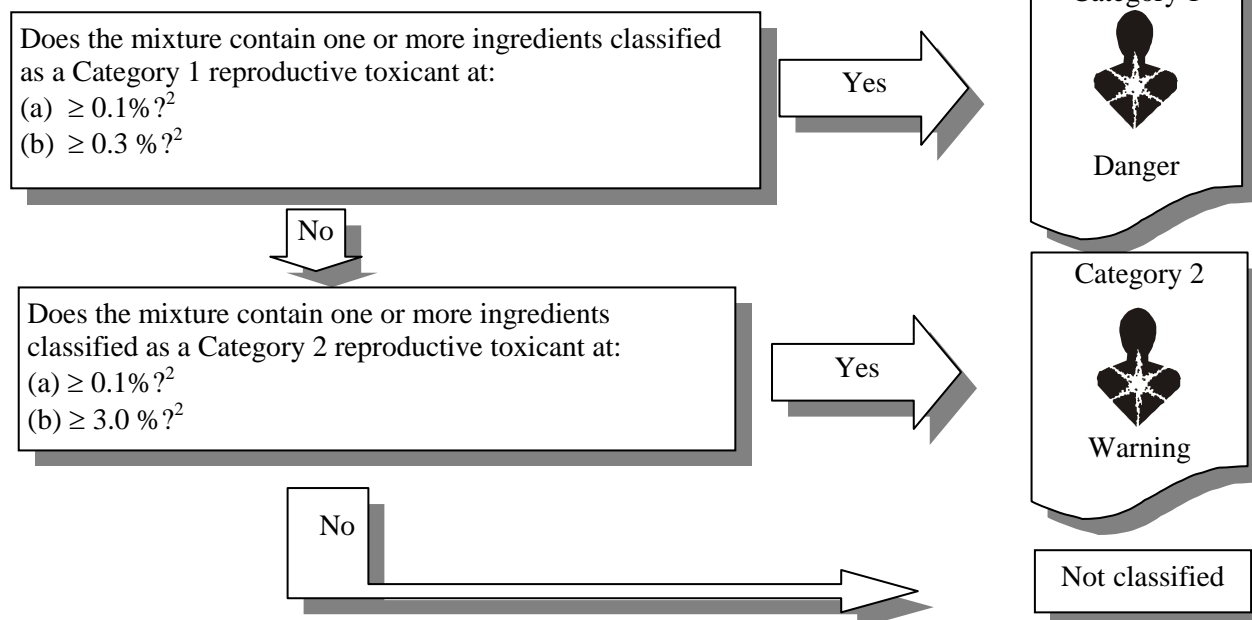 Category 1
Does the mixture contain one or more ingredients classified
as a Category 1 reproductive toxicant at:
(a) ≥ 0.1%?²
(b) ≥ 0.3 %?²
Yes
Danger
No
Category 2
Does the mixture contain one or more ingredients
classified as a Category 2 reproductive toxicant at:
(a) ≥ 0.1%?²
(b) ≥ 3.0 %?²
Yes
Warning
No
Not classified